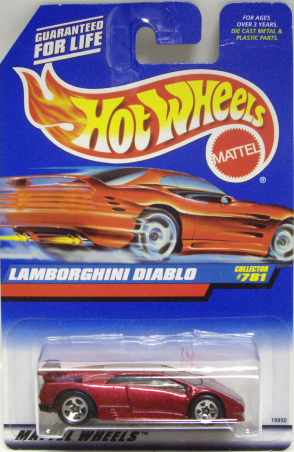 GUARANTEED
FOR LIFE
FOR AGES
OVER 3 YEARS.
DIE CAST METAL &
PLASTIC PARTS.
HOT WHEELS
MATTEL
®
LAMBORGHINI DIABLO
COLLECTOR
#781
19950
MATTEL WHEELS™